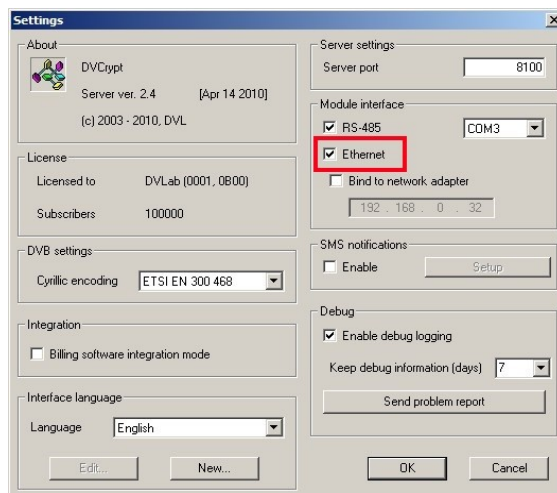 Settings
About
DVCrypt
Server ver. 2.4 [Apr 14 2010]
(c) 2003 - 2010, DVL
License
Licensed to DVLab (0001, 0B00)
Subscribers 100000
DVB settings
Cyrillic encoding ETSI EN 300 468
Integration
Billing software integration mode
Interface language
Language English
Edit... New...
Server settings
Server port 8100
Module interface
RS-485 COM3
Ethernet
Bind to network adapter
192 . 168 . 0 . 32
SMS notifications
Enable Setup
Debug
Enable debug logging
Keep debug information (days) 7
Send problem report
OK Cancel